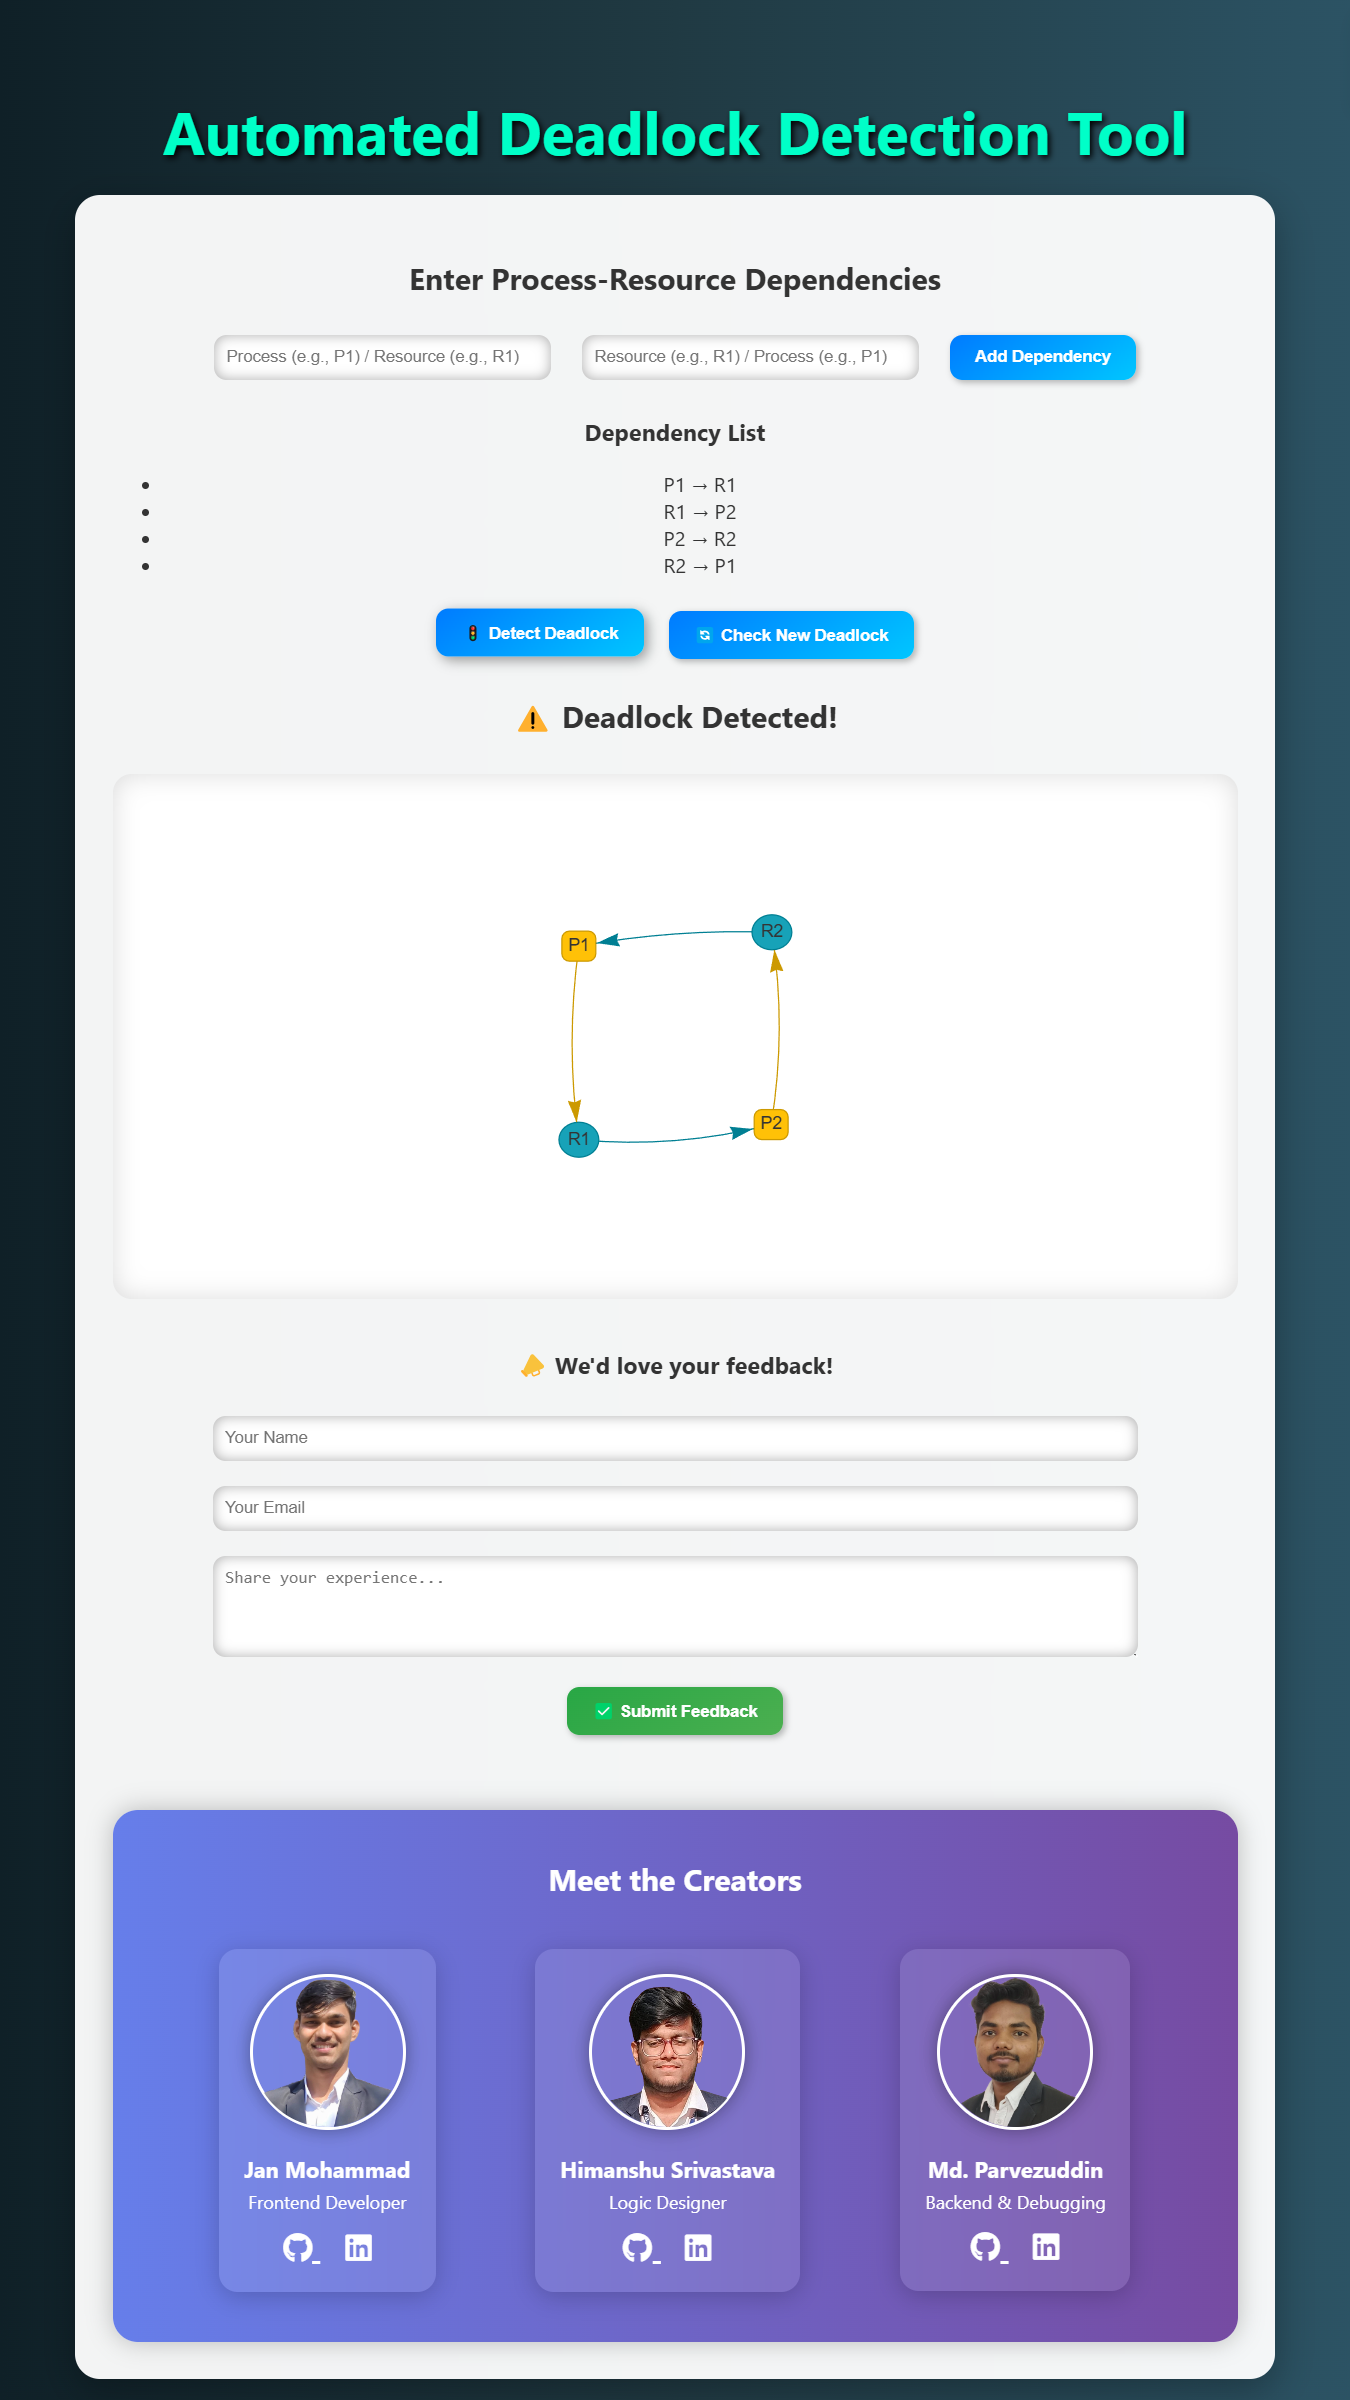 Automated Deadlock Detection Tool
Enter Process-Resource Dependencies
Process (e.g., P1) / Resource (e.g., R1)
Resource (e.g., R1) / Process (e.g., P1)
Add Dependency
Dependency List
P1 → R1
R1 → P2
P2 → R2
R2 → P1
Detect Deadlock
Check New Deadlock
Deadlock Detected!
P1
R2
R1
P2
We'd love your feedback!
Your Name
Your Email
Share your experience...
Submit Feedback
Meet the Creators
Jan Mohammad
Frontend Developer
Himanshu Srivastava
Logic Designer
Md. Parvezuddin
Backend & Debugging